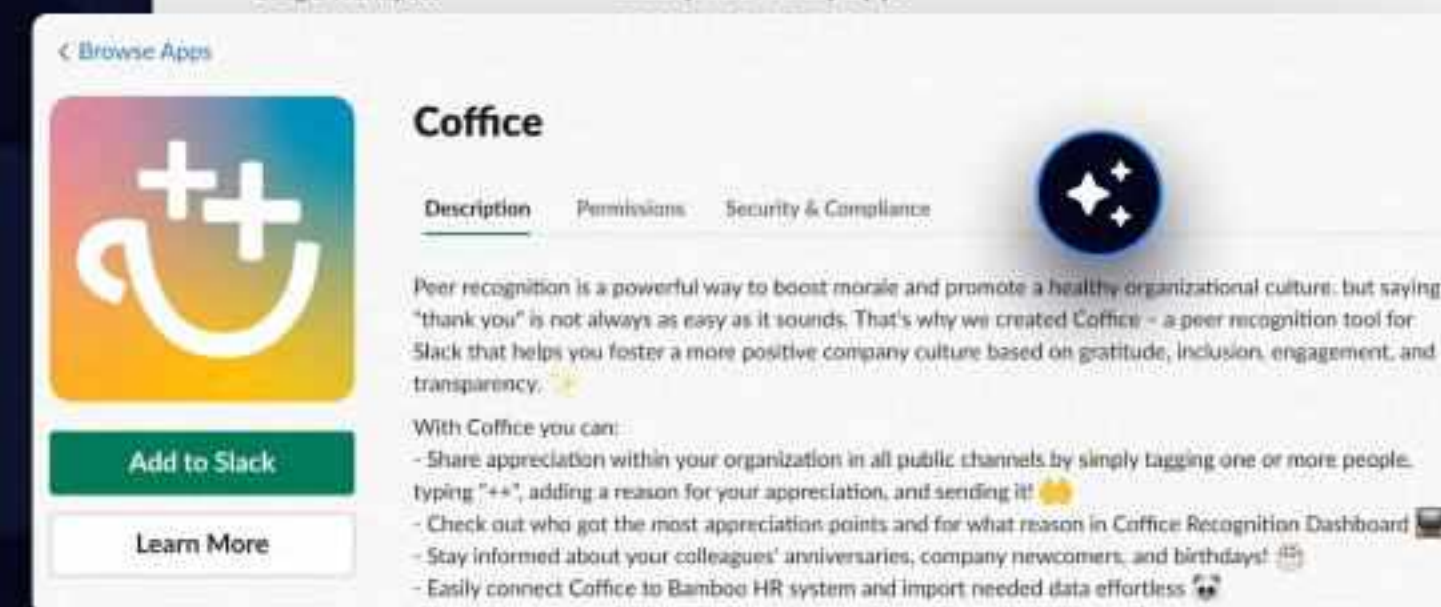 < Browse Apps
Coffice
Description Permissions Security & Compliance
Add to Slack
Learn More
Peer recognition is a powerful way to boost morale and promote a healthy organizational culture. but saying
"thank you" is not always as easy as it sounds. That's why we created Coffice – a peer recognition tool for
Slack that helps you foster a more positive company culture based on gratitude, inclusion, engagement, and
transparency. ✨
With Coffice you can:
- Share appreciation within your organization in all public channels by simply tagging one or more people,
typing "++", adding a reason for your appreciation, and sending it!
- Check out who got the most appreciation points and for what reason in Coffice Recognition Dashboard
- Stay informed about your colleagues' anniversaries, company newcomers, and birthdays!
- Easily connect Coffice to Bamboo HR system and import needed data effortless